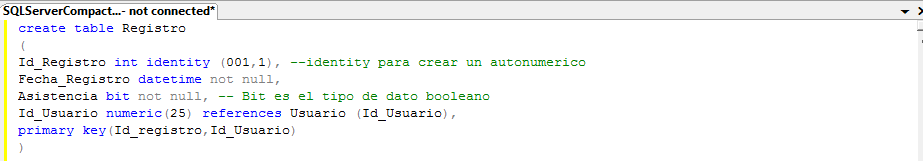 SQLServerCompact...- not connected*
create table Registro
(
Id_Registro int identity (001,1), --identity para crear un autonumerico
Fecha_Registro datetime not null,
Asistencia bit not null, -- Bit es el tipo de dato booleano
Id_Usuario numeric(25) references Usuario (Id_Usuario),
primary key(Id_registro,Id_Usuario)
)